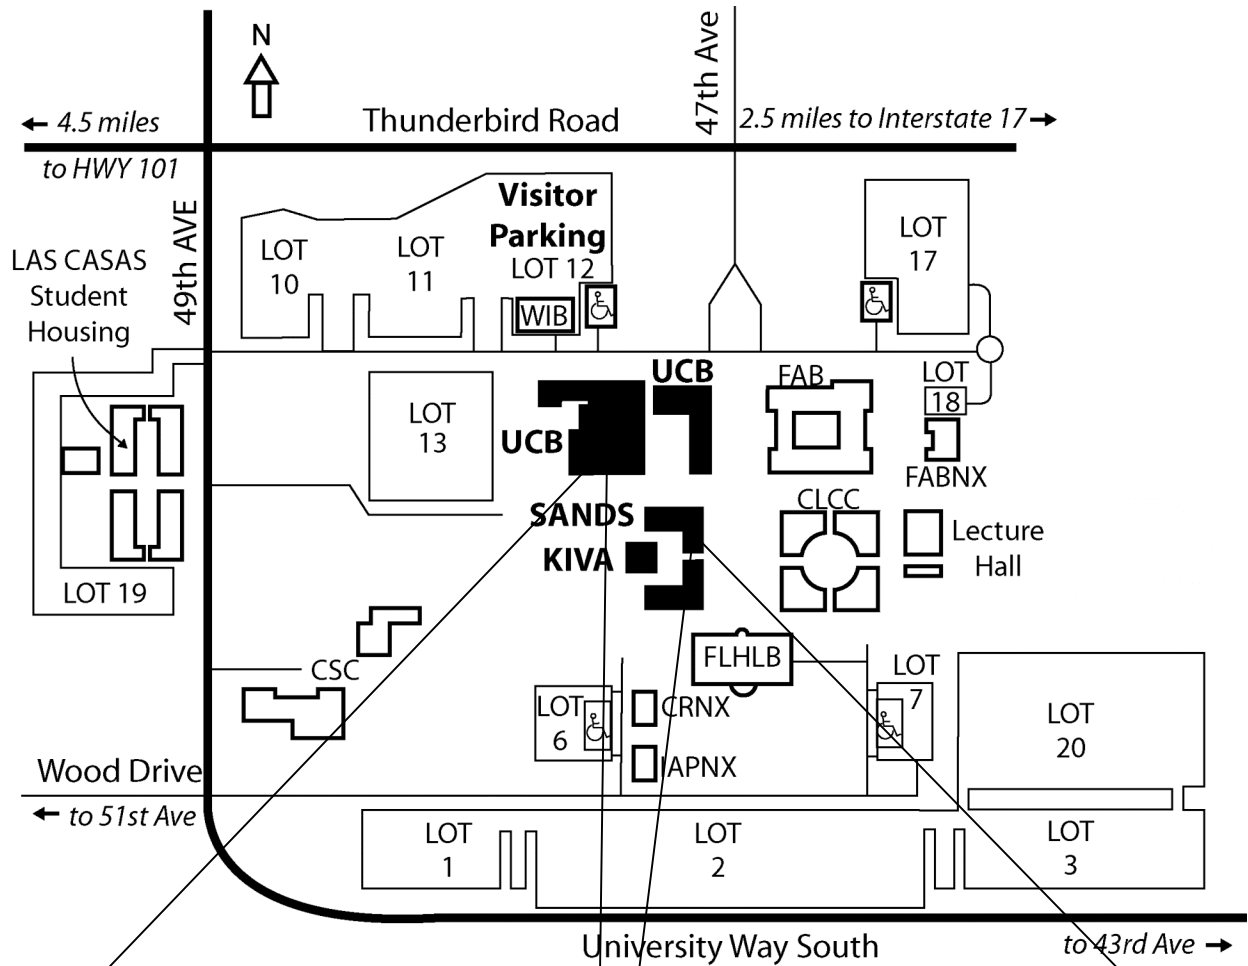 N
47th Ave
4.5 miles
Thunderbird Road
2.5 miles to Interstate 17
to HWY 101
49th AVE
Visitor
Parking
LOT 12
LOT
10
LOT
11
LOT
17
WIB
LAS CASAS
Student
Housing
UCB
FAB
LOT
18
LOT
13
UCB
FABNX
SANDS
KIVA
CLCC
Lecture
Hall
LOT 19
CSC
FLHLB
LOT
7
LOT
6
CRNX
IAPNX
LOT
20
Wood Drive
to 51st Ave
LOT
1
LOT
2
LOT
3
University Way South
to 43rd Ave